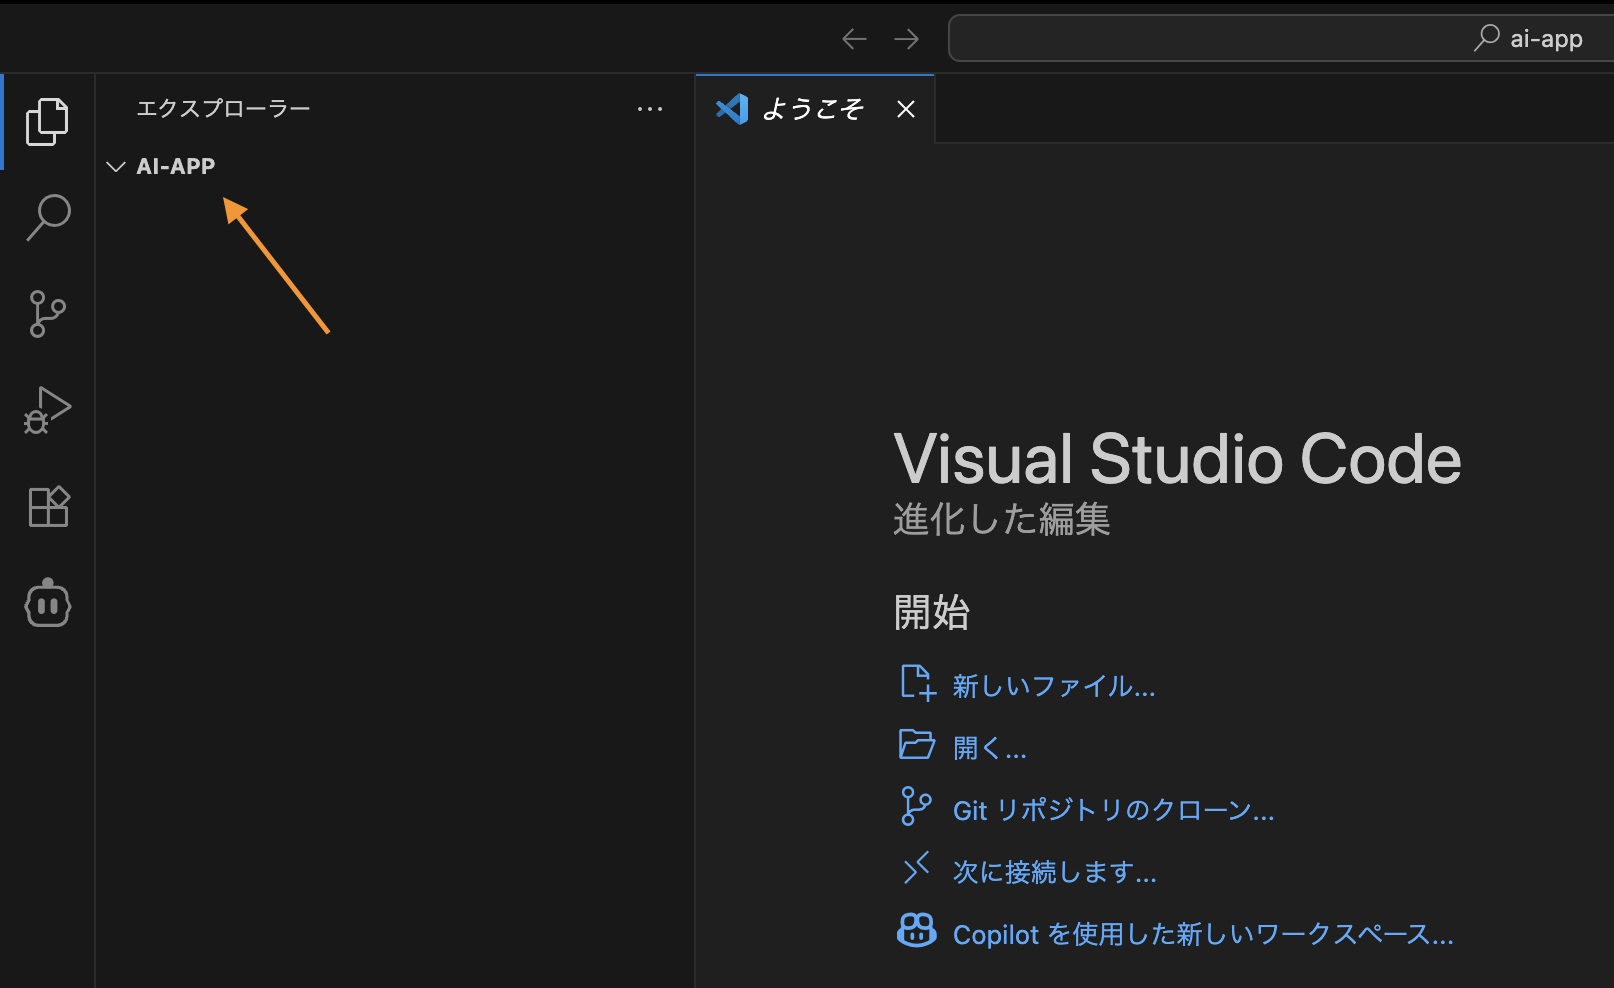 ai-app
エクスプローラー
ようこそ
AI-APP
Visual Studio Code
進化した編集
開始
新しいファイル...
開く...
Git リポジトリのクローン...
次に接続します...
Copilot を使用した新しいワークスペース...